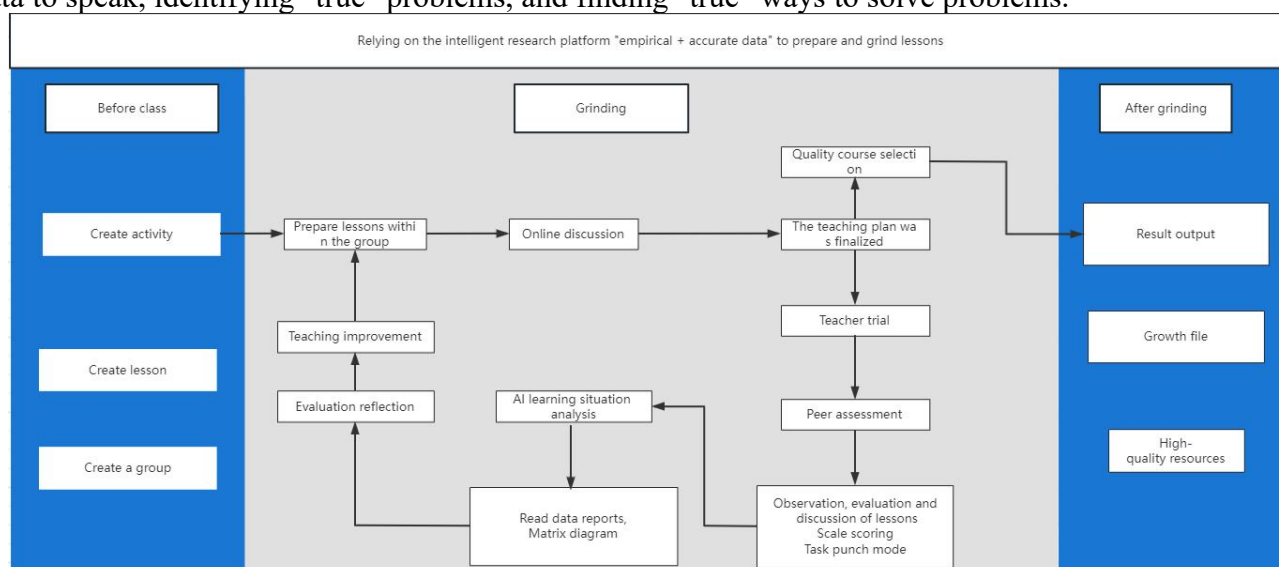 ata to speak, identifying "true" problems, and finding "true" ways to solve problems.
Relying on the intelligent research platform "empirical + accurate data" to prepare and grind lessons
Before class
Grinding
After grinding
Quality course selecti
on
Create activity
Prepare lessons withi
n the group
Online discussion
The teaching plan wa
s finalized
Result output
Teaching improvement
Teacher trial
Growth file
Create lesson
Evaluation reflection
AI learning situation
analysis
Peer assessment
Create a group
High-
quality resources
Read data reports,
Matrix diagram
Observation, evaluation and
discussion of lessons
Scale scoring
Task punch mode